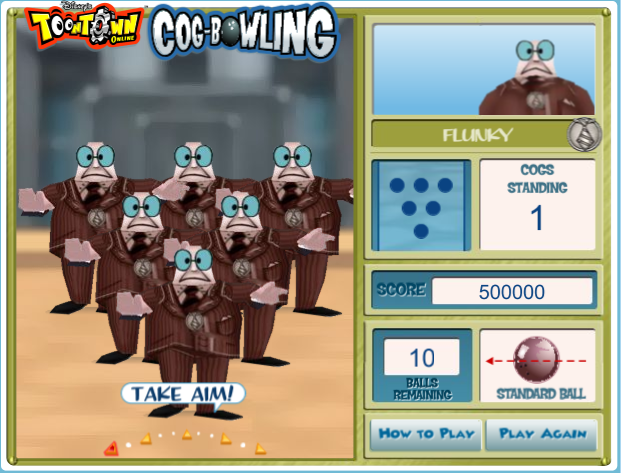 Disney's
TOONTOWN
ONLINE
COG-BOWLING
FLUNKY
COGS
STANDING
1
SCORE 500000
10
BALLS
REMAINING
STANDARD BALL
TAKE AIM!
HOW TO PLAY
PLAY AGAIN